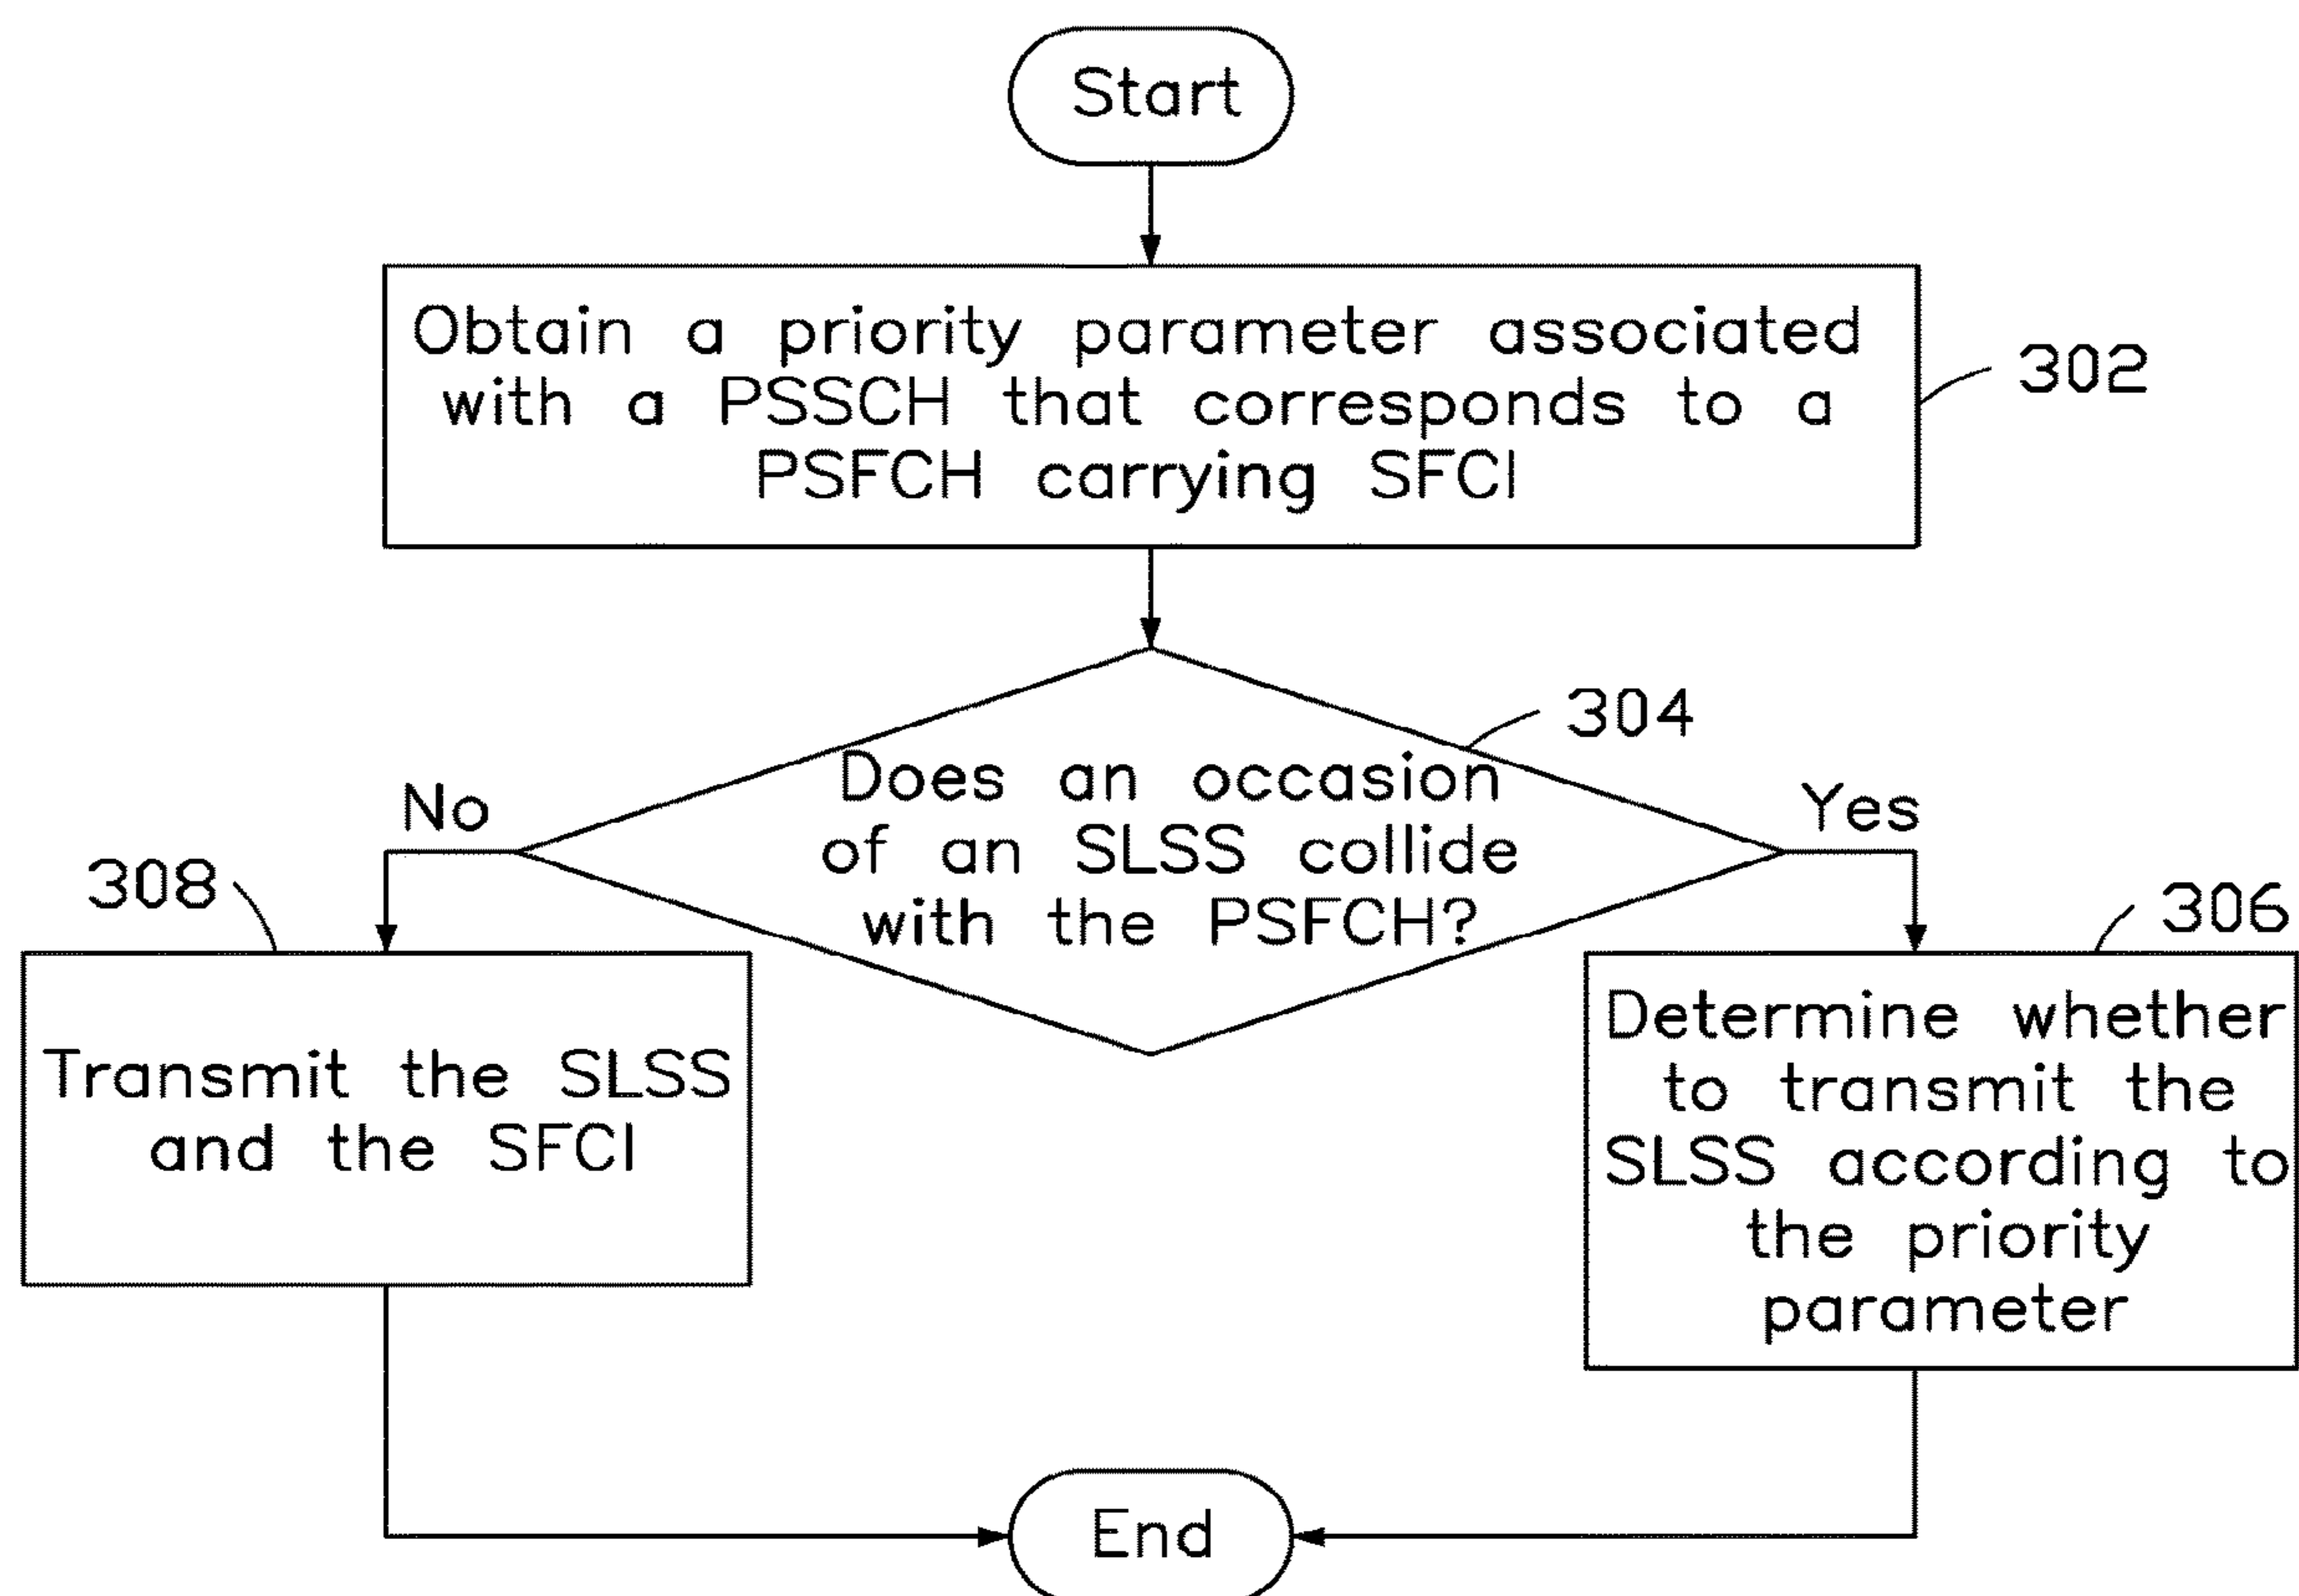 Start
Obtain a priority parameter associated
with a PSSCH that corresponds to a
PSFCH carrying SFCI
302
304
Does an occasion
of an SLSS collide
with the PSFCH?
No
Yes
308
306
Transmit the SLSS
and the SFCI
Determine whether
to transmit the
SLSS according to
the priority
parameter
End